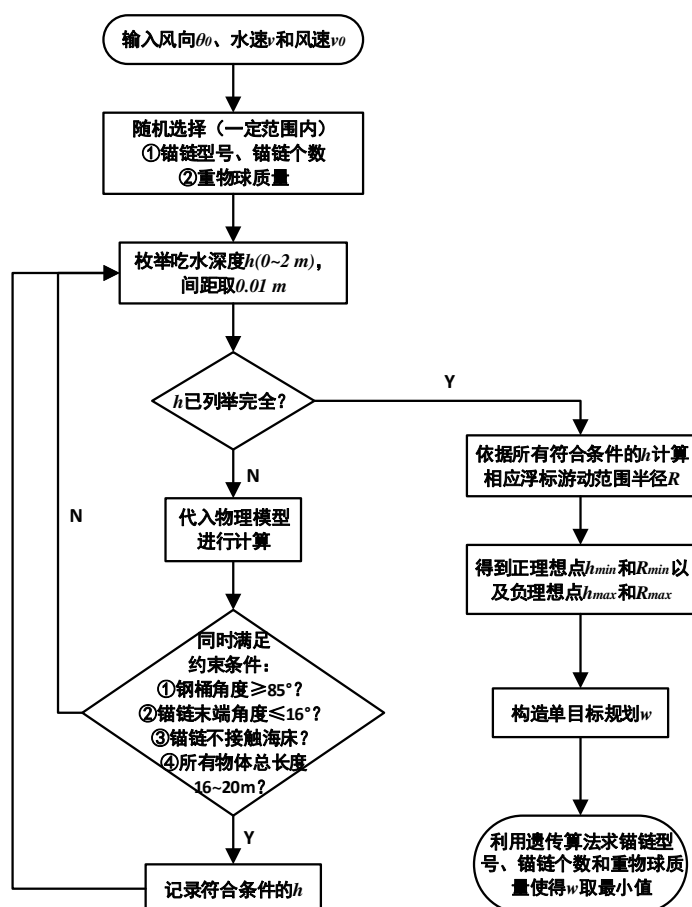 输入风向θ0、水速v和风速v0
随机选择（一定范围内）
①锚链型号、锚链个数
②重物球质量
枚举吃水深度h(0~2 m)，
间距取0.01 m
h已列举完全？
Y
N
代入物理模型
进行计算
N
同时满足
约束条件：
①钢桶角度≥85°？
②锚链末端角度≤16°？
③锚链不接触海床？
④所有物体总长度
16~20m？
Y
记录符合条件的h
依据所有符合条件的h计算
相应浮标游动范围半径R
得到正理想点hmin和Rmin以
及负理想点hmax和Rmax
构造单目标规划w
利用遗传算法求锚链型
号、锚链个数和重物球质
量使得w取最小值